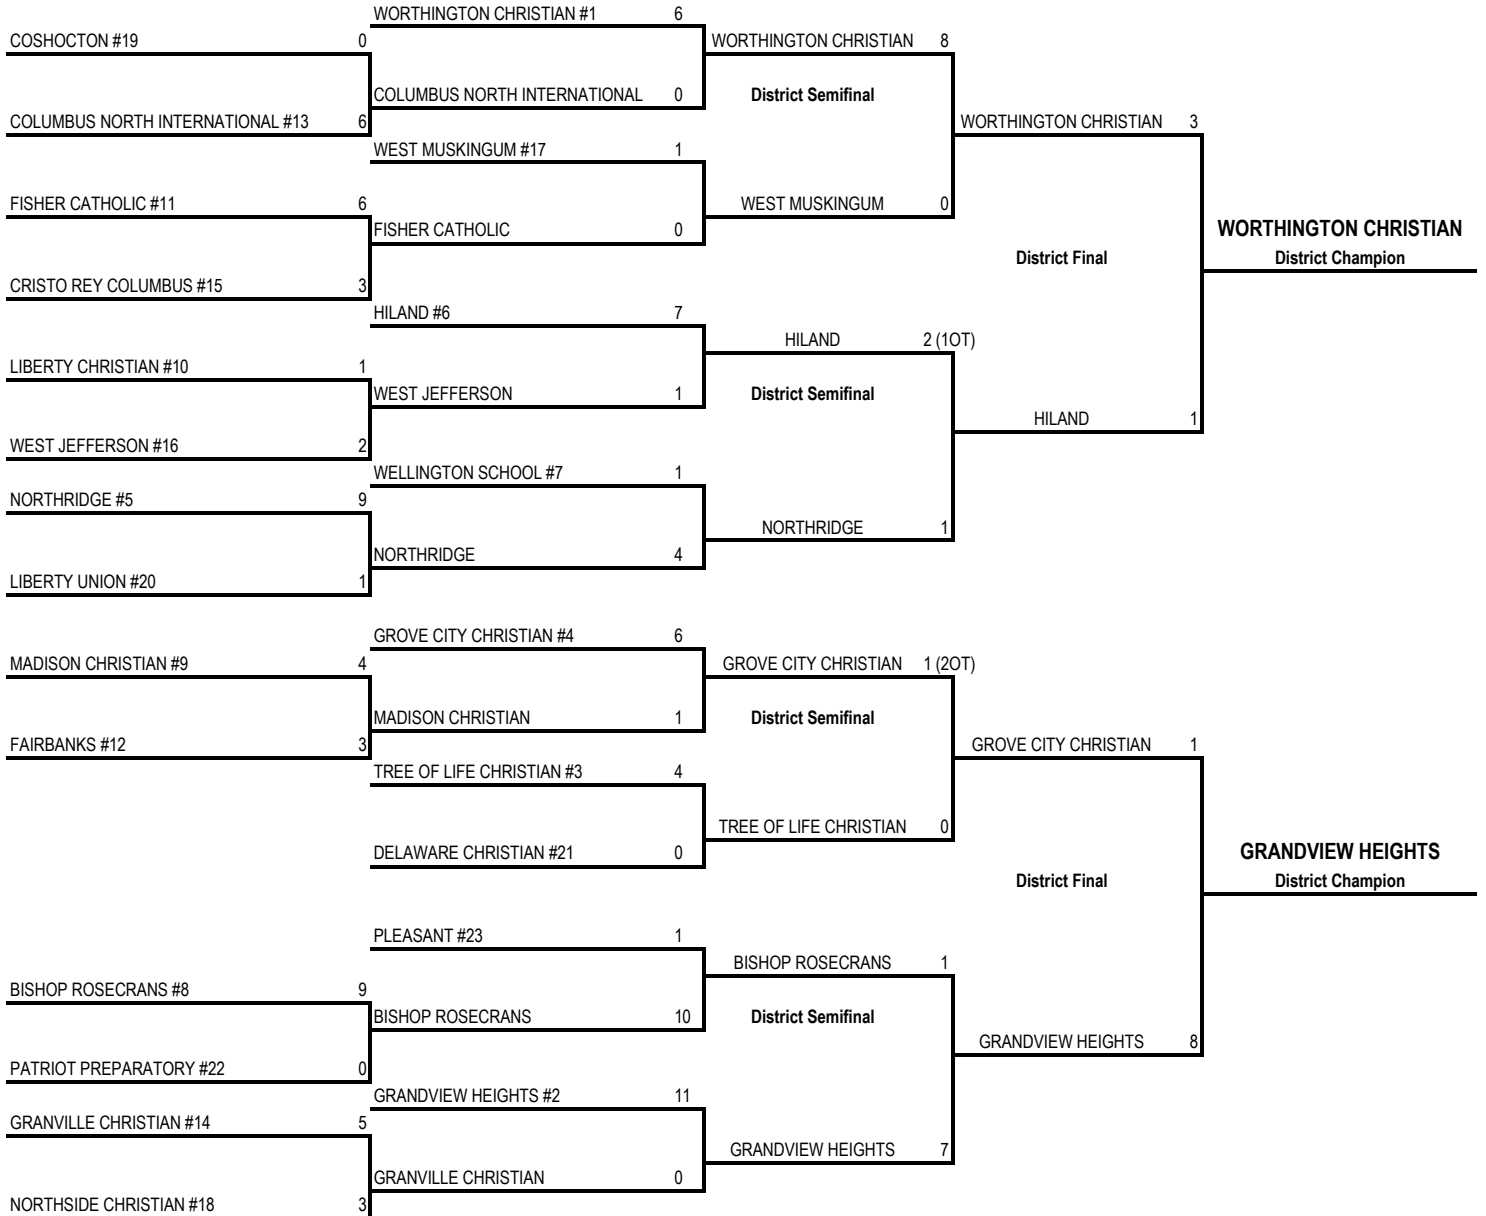 WORTHINGTON CHRISTIAN #1 6
COSHOCTON #19 0
WORTHINGTON CHRISTIAN 8
COLUMBUS NORTH INTERNATIONAL 0
District Semifinal
COLUMBUS NORTH INTERNATIONAL #13 6
WORTHINGTON CHRISTIAN 3
WEST MUSKINGUM #17 1
FISHER CATHOLIC #11 6
WEST MUSKINGUM 0
FISHER CATHOLIC 0
WORTHINGTON CHRISTIAN
District Final
District Champion
CRISTO REY COLUMBUS #15 3
HILAND #6 7
HILAND 2 (1OT)
LIBERTY CHRISTIAN #10 1
WEST JEFFERSON 1
District Semifinal
HILAND 1
WEST JEFFERSON #16 2
WELLINGTON SCHOOL #7 1
NORTHRIDGE #5 9
NORTHRIDGE 1
NORTHRIDGE 4
LIBERTY UNION #20 1
GROVE CITY CHRISTIAN #4 6
MADISON CHRISTIAN #9 4
GROVE CITY CHRISTIAN 1 (2OT)
MADISON CHRISTIAN 1
District Semifinal
FAIRBANKS #12 3
GROVE CITY CHRISTIAN 1
TREE OF LIFE CHRISTIAN #3 4
TREE OF LIFE CHRISTIAN 0
DELAWARE CHRISTIAN #21 0
GRANDVIEW HEIGHTS
District Final
District Champion
PLEASANT #23 1
BISHOP ROSECRANS 1
BISHOP ROSECRANS #8 9
BISHOP ROSECRANS 10
District Semifinal
GRANDVIEW HEIGHTS 8
PATRIOT PREPARATORY #22 0
GRANDVIEW HEIGHTS #2 11
GRANVILLE CHRISTIAN #14 5
GRANDVIEW HEIGHTS 7
GRANVILLE CHRISTIAN 0
NORTHSIDE CHRISTIAN #18 3